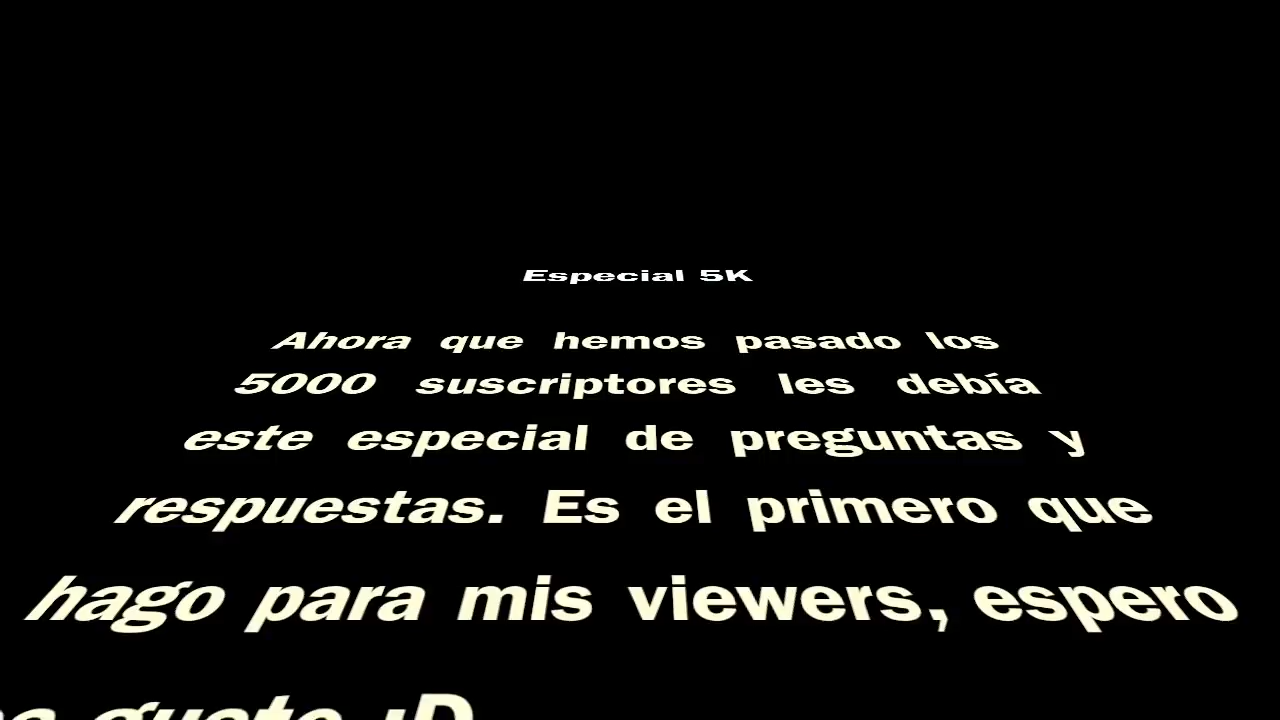 Especial 5K
Ahora que hemos pasado los
5000 suscriptores les debía
este especial de preguntas y
respuestas. Es el primero que
hago para mis viewers, espero
guste :D